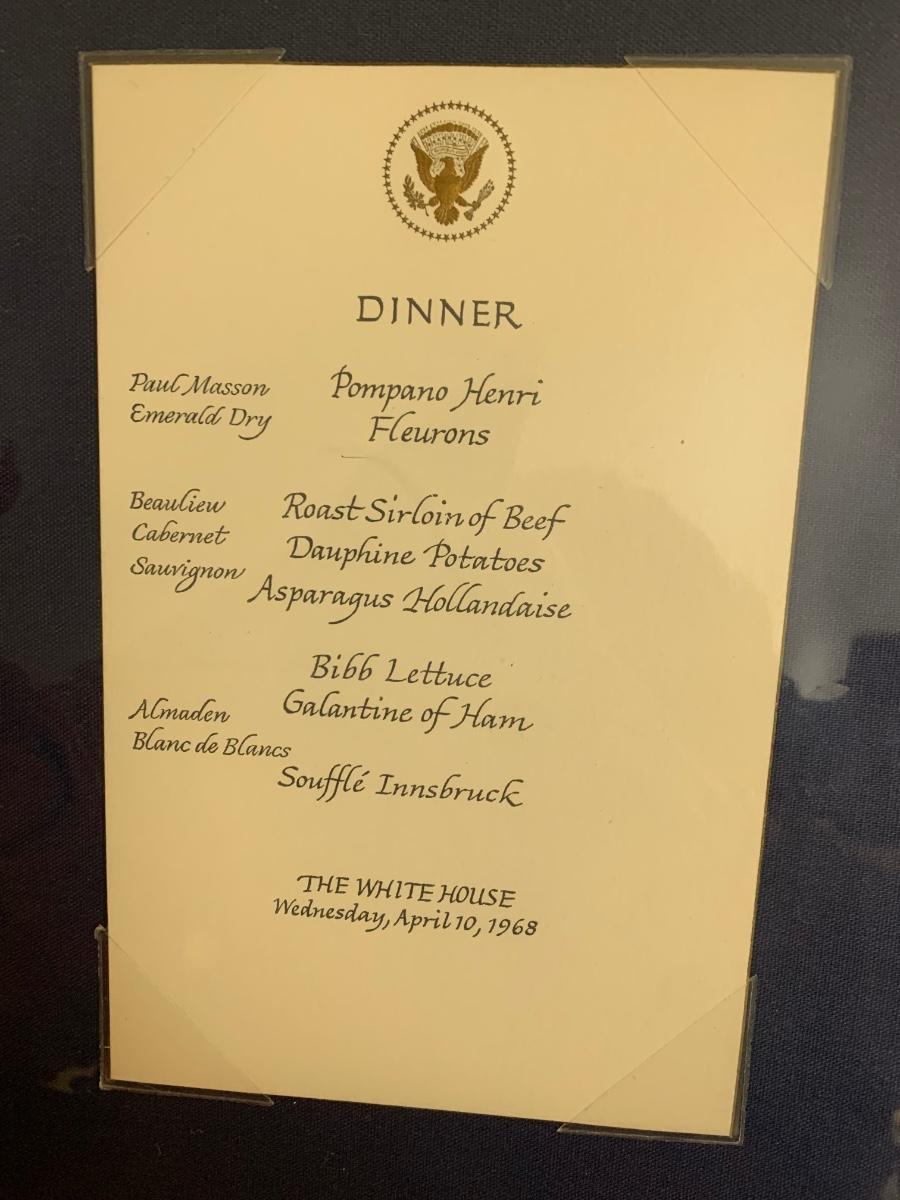 DINNER
Paul Masson
Emerald Dry
Pompano Henri
Fleurons
Beaulieu
Cabernet
Sauvignon
Roast Sirloin of Beef
Dauphine Potatoes
Asparagus Hollandaise
Bibb Lettuce
Galantine of Ham
Almaden
Blanc de Blancs
Soufflé Innsbruck
THE WHITE HOUSE
Wednesday, April 10, 1968